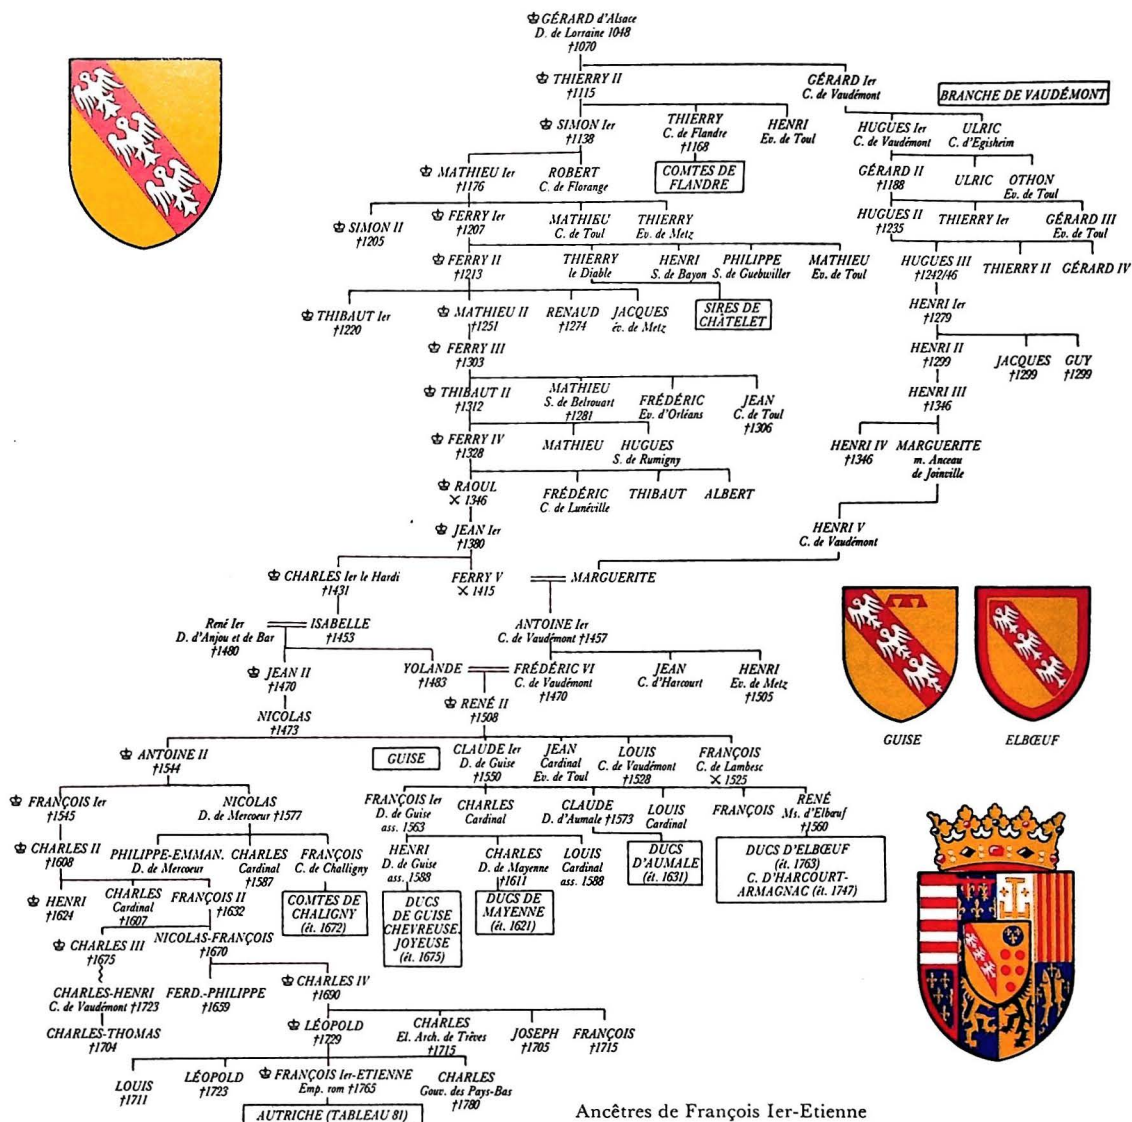 ♔ GÉRARD d'Alsace
D. de Lorraine 1048
†1070
♔ THIERRY II
†1115
GÉRARD Ier
C. de Vaudémont
BRANCHE DE VAUDÉMONT
♔ SIMON Ier
†1138
THIERRY
C. de Flandre
†1168
HENRI
Ev. de Toul
HUGUES Ier
C. de Vaudémont
ULRIC
C. d'Egisheim
♔ MATHIEU Ier
†1176
ROBERT
C. de Florange
COMTES DE
FLANDRE
GÉRARD II
†1188
ULRIC
OTHON
Ev. de Toul
♔ SIMON II
†1205
♔ FERRY Ier
†1207
MATHIEU
C. de Toul
THIERRY
Ev. de Metz
HUGUES II
†1235
THIERRY Ier
GÉRARD III
Ev. de Toul
♔ FERRY II
†1213
THIERRY
le Diable
HENRI
S. de Bayon
PHILIPPE
S. de Guebwiller
MATHIEU
Ev. de Toul
HUGUES III
†1242/46
THIERRY II
GÉRARD IV
♔ THIBAUT Ier
†1220
♔ MATHIEU II
†1251
RENAUD
†1274
JACQUES
év. de Metz
SIRES DE
CHÂTELET
HENRI Ier
†1279
♔ FERRY III
†1303
HENRI II
†1299
JACQUES
†1299
GUY
†1299
♔ THIBAUT II
†1312
MATHIEU
S. de Belrouart
†1281
FRÉDÉRIC
Ev. d'Orléans
JEAN
C. de Toul
†1306
HENRI III
†1346
♔ FERRY IV
†1328
MATHIEU
HUGUES
S. de Rumigny
HENRI IV
†1346
MARGUERITE
m. Anceau
de Joinville
♔ RAOUL
⚔ 1346
FRÉDÉRIC
C. de Lunéville
THIBAUT
ALBERT
♔ JEAN Ier
†1380
HENRI V
C. de Vaudémont
♔ CHARLES Ier le Hardi
†1431
FERRY V
⚔ 1415
MARGUERITE
René Ier
D. d'Anjou et de Bar
†1480
ISABELLE
†1453
ANTOINE Ier
C. de Vaudémont †1457
♔ JEAN II
†1470
YOLANDE
†1483
FRÉDÉRIC VI
C. de Vaudémont
†1470
JEAN
C. d'Harcourt
HENRI
Ev. de Metz
†1505
NICOLAS
†1473
♔ RENÉ II
†1508
GUISE
ELBŒUF
♔ ANTOINE II
†1544
GUISE
CLAUDE Ier
D. de Guise
†1550
JEAN
Cardinal
Ev. de Toul
LOUIS
C. de Vaudémont
†1528
FRANÇOIS
C. de Lambesc
⚔ 1525
♔ FRANÇOIS Ier
†1545
NICOLAS
D. de Mercoeur †1577
FRANÇOIS Ier
D. de Guise
ass. 1563
CHARLES
Cardinal
CLAUDE
D. d'Aumale †1573
LOUIS
Cardinal
FRANÇOIS
RENÉ
Ms. d'Elbœuf
†1560
♔ CHARLES II
†1608
PHILIPPE-EMMAN.
D. de Mercoeur
CHARLES
Cardinal
†1587
FRANÇOIS
C. de Challigny
HENRI
D. de Guise
ass. 1588
CHARLES
D. de Mayenne
†1611
LOUIS
Cardinal
ass. 1588
DUCS
D'AUMALE
(ét. 1631)
DUCS D'ELBŒUF
(ét. 1763)
C. D'HARCOURT-
ARMAGNAC (ét. 1747)
♔ HENRI
†1624
CHARLES
Cardinal
†1607
FRANÇOIS II
†1632
COMTES DE
CHALIGNY
(ét. 1672)
DUCS
DE GUISE
CHEVREUSE,
JOYEUSE
(ét. 1675)
DUCS DE
MAYENNE
(ét. 1621)
♔ CHARLES III
†1675
NICOLAS-FRANÇOIS
†1670
CHARLES-HENRI
C. de Vaudémont †1723
FERD.-PHILIPPE
†1659
♔ CHARLES IV
†1690
CHARLES-THOMAS
†1704
♔ LÉOPOLD
†1729
CHARLES
El. Arch. de Trèves
†1715
JOSEPH
†1705
FRANÇOIS
†1715
LOUIS
†1711
LÉOPOLD
†1723
♔ FRANÇOIS Ier-ETIENNE
Emp. rom †1765
CHARLES
Gouv. des Pays-Bas
†1780
AUTRICHE (TABLEAU 81)
Ancêtres de François Ier-Etienne